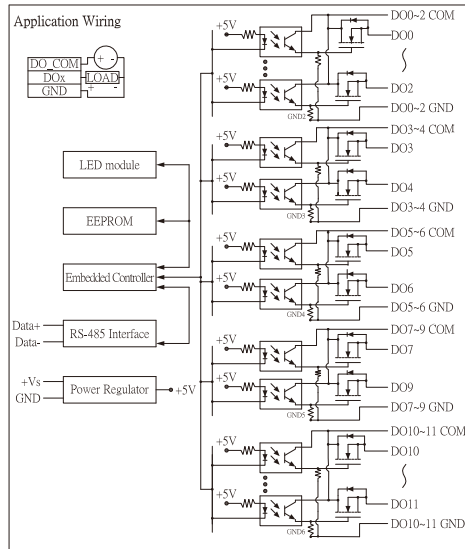 Application Wiring
DO_COM
+ -
DOx
LOAD
GND
+ -
LED module
EEPROM
Embedded Controller
Data+
Data-
RS-485 Interface
+Vs
GND
Power Regulator
+5V
+5V
DO0~2 COM
DO0
+5V
DO2
GND2
DO0~2 GND
+5V
DO3~4 COM
DO3
+5V
DO4
GND3
DO3~4 GND
+5V
DO5~6 COM
DO5
+5V
DO6
GND4
DO5~6 GND
+5V
DO7~9 COM
DO7
+5V
DO9
GND5
DO7~9 GND
+5V
DO10~11 COM
DO10
+5V
DO11
GND6
DO10~11 GND